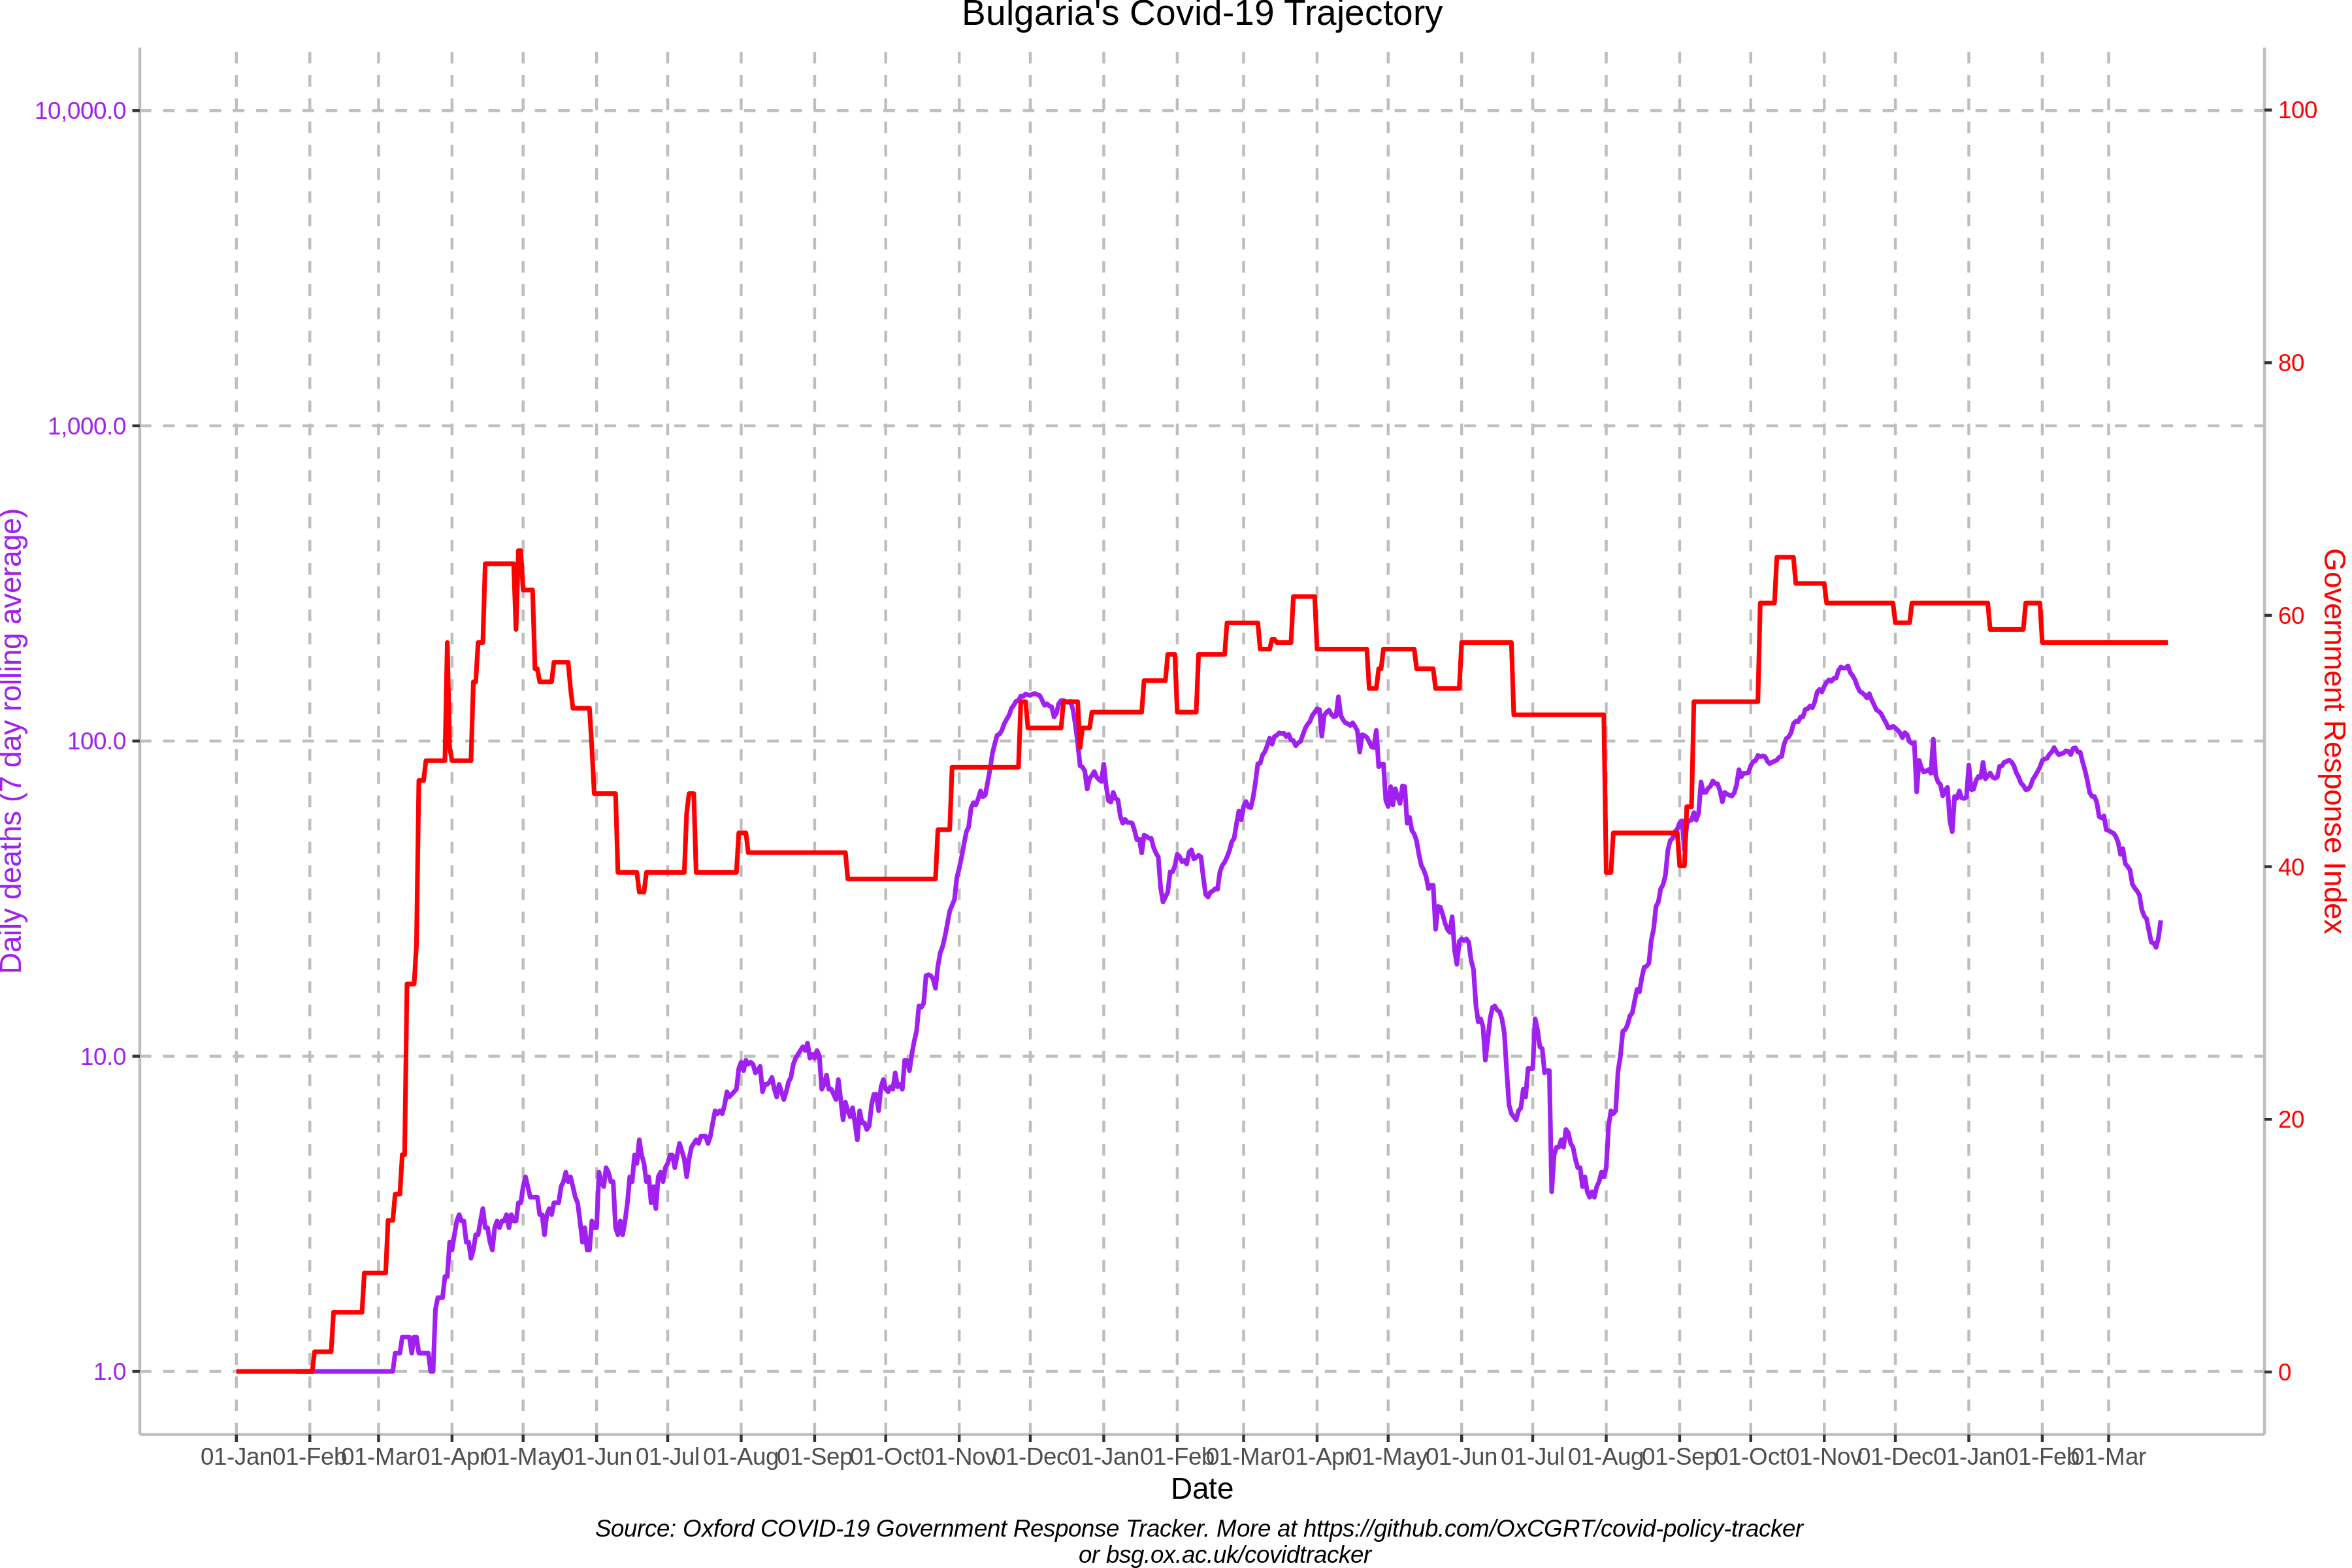 Bulgaria's Covid-19 Trajectory
10,000.0
1,000.0
100.0
10.0
1.0
Daily deaths (7 day rolling average)
100
80
60
40
20
0
Government Response Index
01-Jan 01-Feb 01-Mar 01-Apr 01-May 01-Jun 01-Jul 01-Aug 01-Sep 01-Oct 01-Nov 01-Dec 01-Jan 01-Feb 01-Mar 01-Apr 01-May 01-Jun 01-Jul 01-Aug 01-Sep 01-Oct 01-Nov 01-Dec 01-Jan 01-Feb 01-Mar
Date
Source: Oxford COVID-19 Government Response Tracker. More at https://github.com/OxCGRT/covid-policy-tracker
or bsg.ox.ac.uk/covidtracker